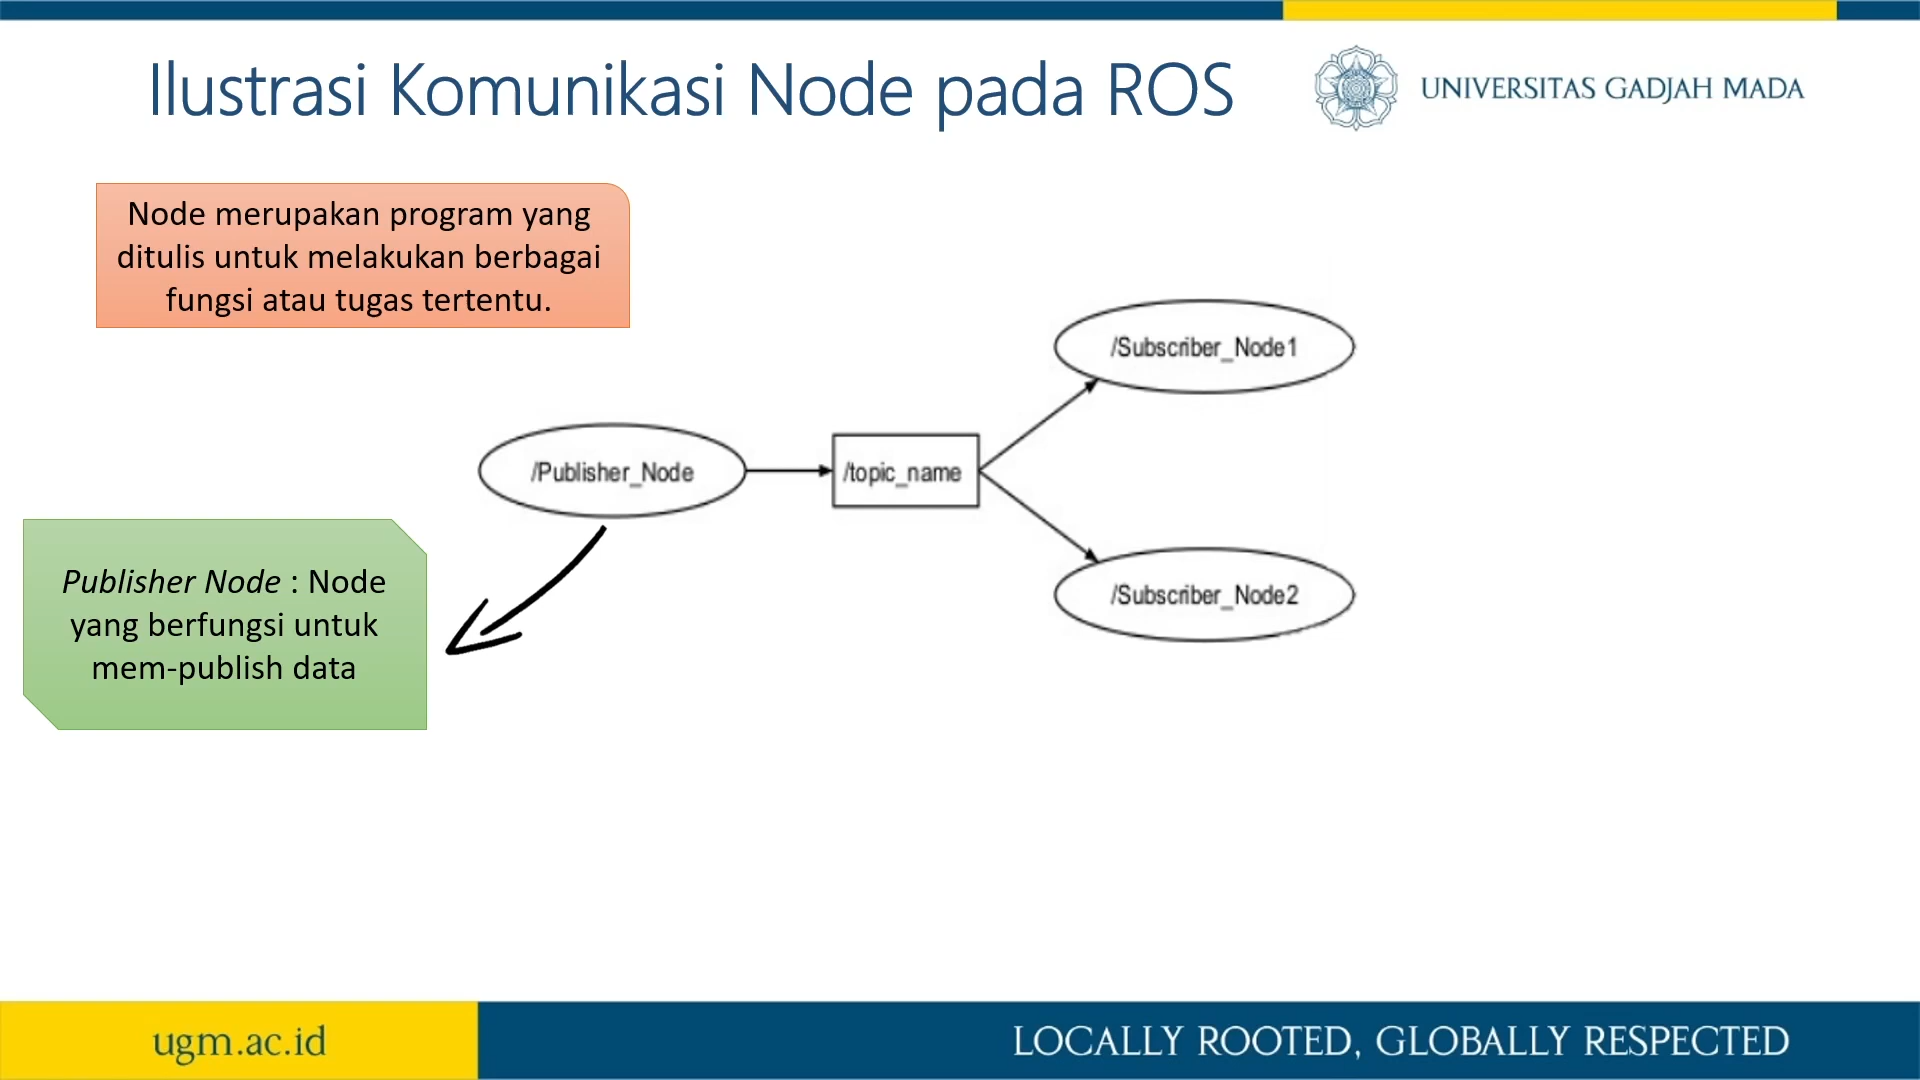 Ilustrasi Komunikasi Node pada ROS
UNIVERSITAS GADJAH MADA
Node merupakan program yang
ditulis untuk melakukan berbagai
fungsi atau tugas tertentu.
/Subscriber_Node1
/Publisher_Node
/topic_name
/Subscriber_Node2
Publisher Node : Node
yang berfungsi untuk
mem-publish data
ugm.ac.id
LOCALLY ROOTED, GLOBALLY RESPECTED